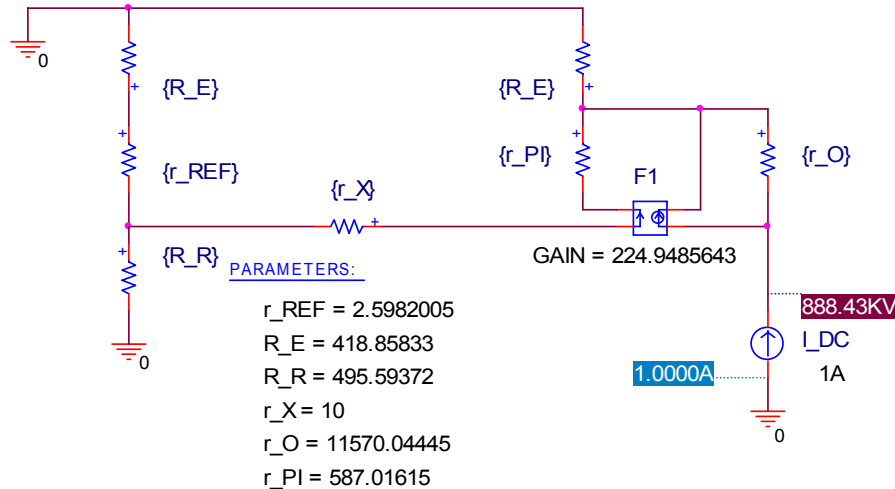 0
{R_E}
{R_E}
+
+
+
+
+
{r_REF}
{r_PI}
{r_O}
{r_X}
+
F1
+
{R_R}
GAIN = 224.9485643
PARAMETERS:
r_REF = 2.5982005
R_E = 418.85833
R_R = 495.59372
r_X = 10
r_O = 11570.04445
r_PI = 587.01615
888.43KV
I_DC
1.0000A
1A
0
0